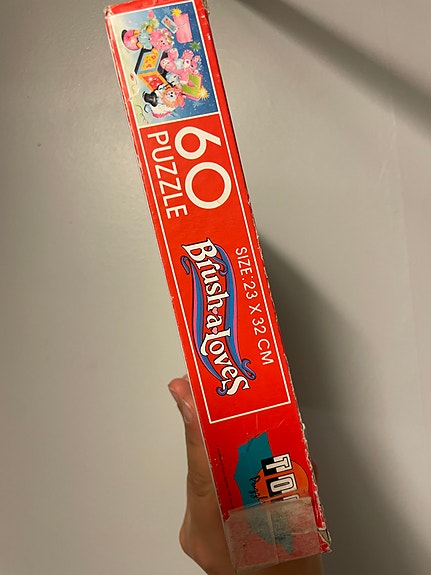 60
PUZZLE
SIZE: 23 X 32 CM
Brush-a-Loves